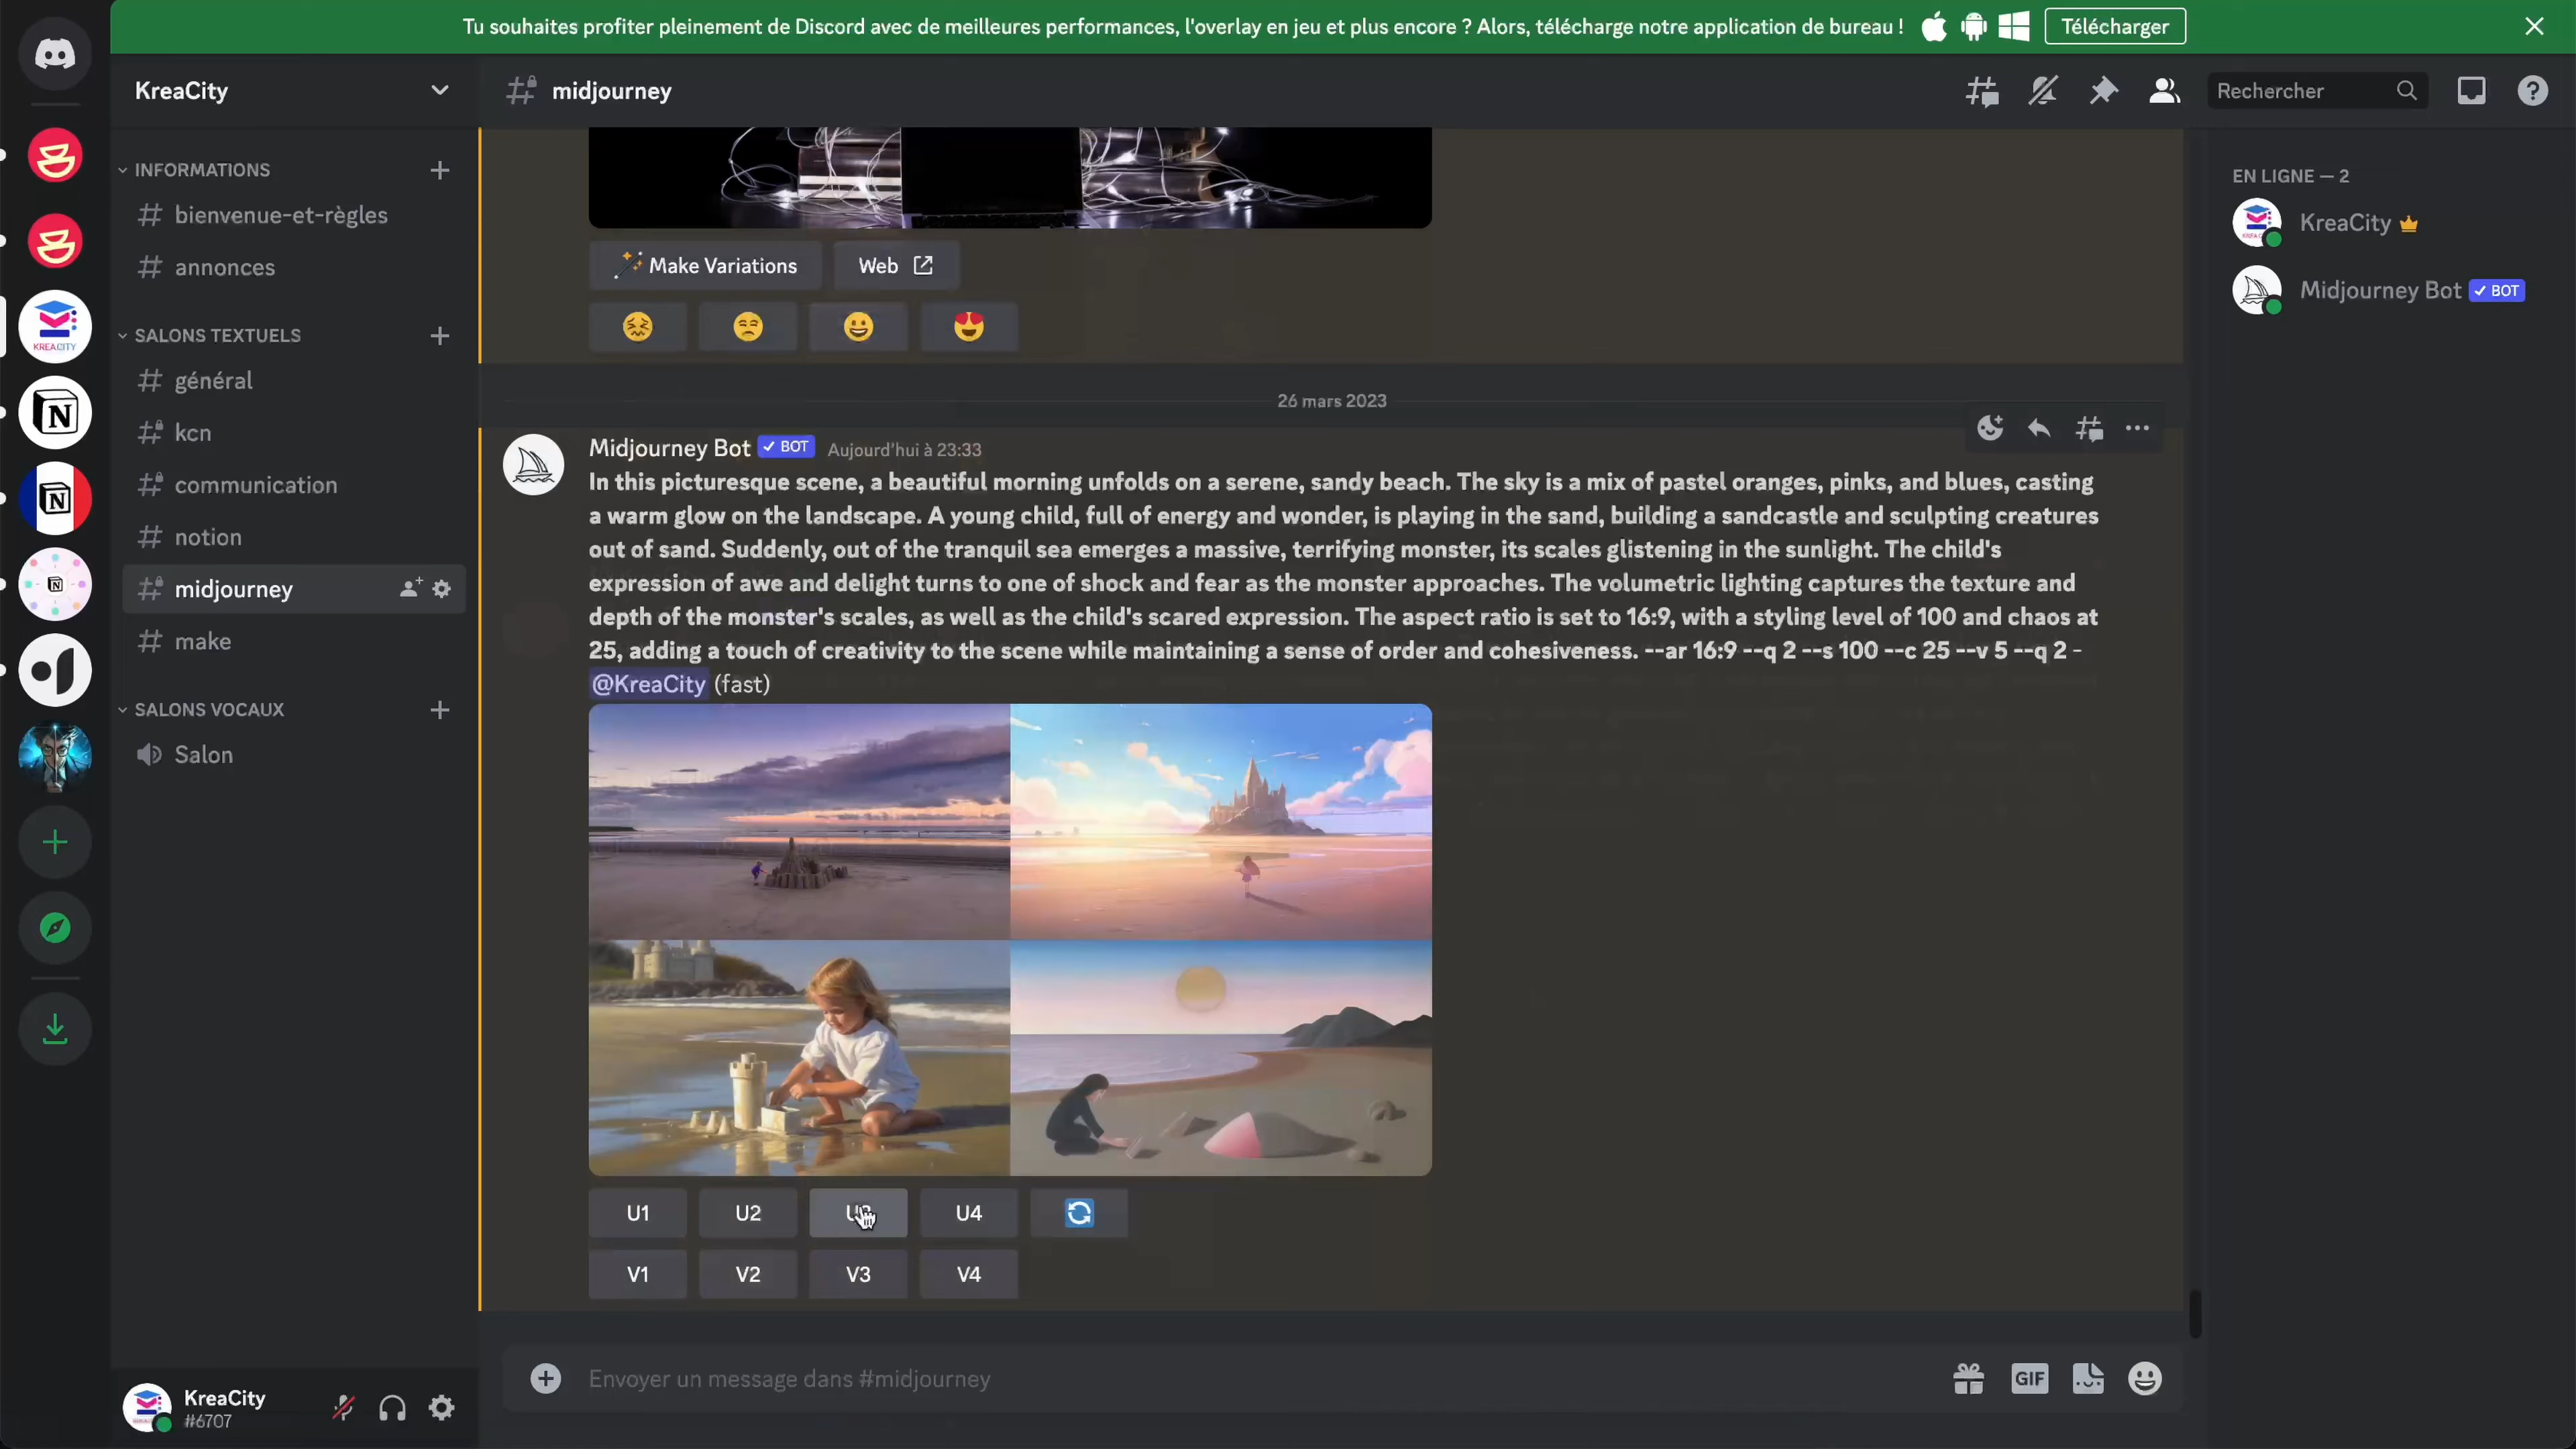 Tu souhaites profiter pleinement de Discord avec de meilleures performances, l'overlay en jeu et plus encore ? Alors, télécharge notre application de bureau !
Télécharger
KreaCity
midjourney
Rechercher
INFORMATIONS
bienvenue-et-règles
annonces
SALONS TEXTUELS
général
kcn
communication
notion
midjourney
make
SALONS VOCAUX
Salon
KREACITY
Make Variations
Web
26 mars 2023
Midjourney Bot
BOT
Aujourd'hui à 23:33
In this picturesque scene, a beautiful morning unfolds on a serene, sandy beach. The sky is a mix of pastel oranges, pinks, and blues, casting
a warm glow on the landscape. A young child, full of energy and wonder, is playing in the sand, building a sandcastle and sculpting creatures
out of sand. Suddenly, out of the tranquil sea emerges a massive, terrifying monster, its scales glistening in the sunlight. The child's
expression of awe and delight turns to one of shock and fear as the monster approaches. The volumetric lighting captures the texture and
depth of the monster's scales, as well as the child's scared expression. The aspect ratio is set to 16:9, with a styling level of 100 and chaos at
25, adding a touch of creativity to the scene while maintaining a sense of order and cohesiveness. --ar 16:9 --q 2 --s 100 --c 25 --v 5 --q 2 -
@KreaCity (fast)
U1
U2
U4
V1
V2
V3
V4
Envoyer un message dans #midjourney
GIF
EN LIGNE — 2
KreaCity
Midjourney Bot
BOT
KreaCity
#6707